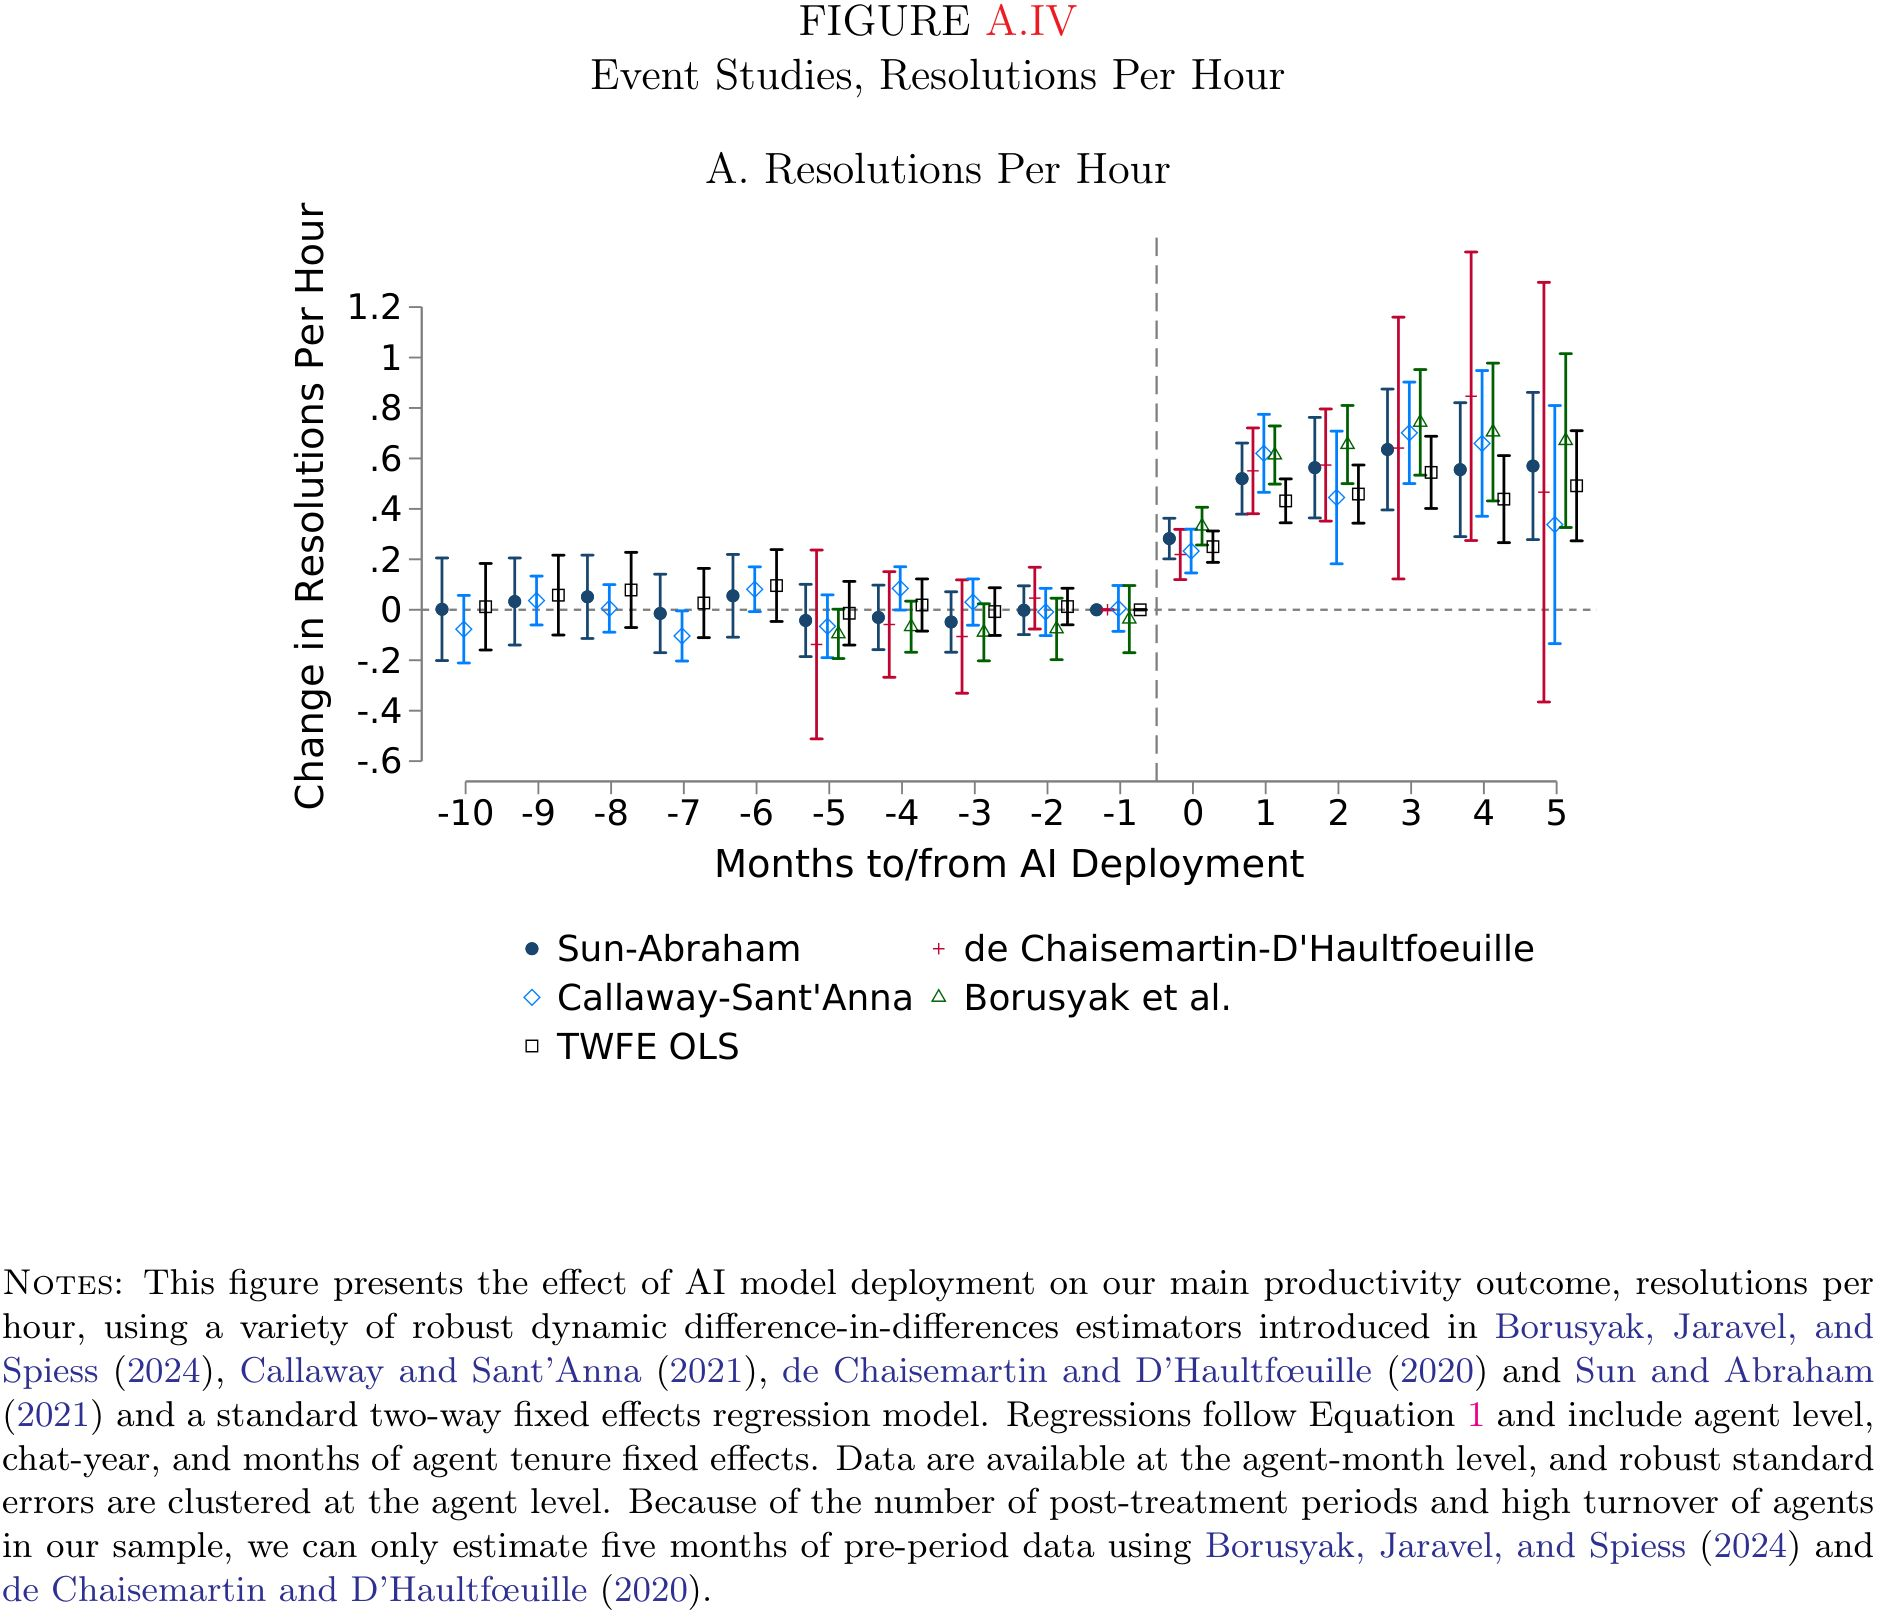 FIGURE A.IV
Event Studies, Resolutions Per Hour
A. Resolutions Per Hour
Change in Resolutions Per Hour
1.2
1
.8
.6
.4
.2
0
-.2
-.4
-.6
-10 -9 -8 -7 -6 -5 -4 -3 -2 -1 0 1 2 3 4 5
Months to/from AI Deployment
Sun-Abraham de Chaisemartin-D'Haultfoeuille
Callaway-Sant'Anna Borusyak et al.
TWFE OLS
NOTES: This figure presents the effect of AI model deployment on our main productivity outcome, resolutions per
hour, using a variety of robust dynamic difference-in-differences estimators introduced in Borusyak, Jaravel, and
Spiess (2024), Callaway and Sant'Anna (2021), de Chaisemartin and D'Haultfœuille (2020) and Sun and Abraham
(2021) and a standard two-way fixed effects regression model. Regressions follow Equation 1 and include agent level,
chat-year, and months of agent tenure fixed effects. Data are available at the agent-month level, and robust standard
errors are clustered at the agent level. Because of the number of post-treatment periods and high turnover of agents
in our sample, we can only estimate five months of pre-period data using Borusyak, Jaravel, and Spiess (2024) and
de Chaisemartin and D'Haultfœuille (2020).